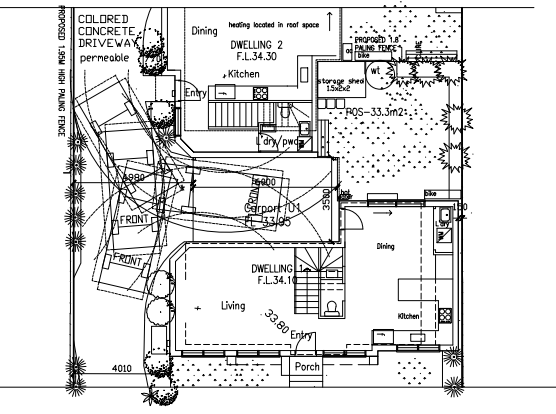 COLORED
CONCRETE
DRIVEWAY
permeable
PROPOSED 1.95M HIGH PALING FENCE
Dining
heating located in roof space
DWELLING 2
F.L.34.30
Kitchen
Entry
L'dry/pwd
PROPOSED 1.8
PALING FENCE
bike
storage shed
1.5x2x2
wt
POS-33.3m2
6980
6000
Carport U1
33.95
3500
FRONT
FRONT
FRONT
bike
Dining
L'dry
DWELLING 1
F.L.34.10
Living
33.80
Entry
Kitchen
Porch
4010